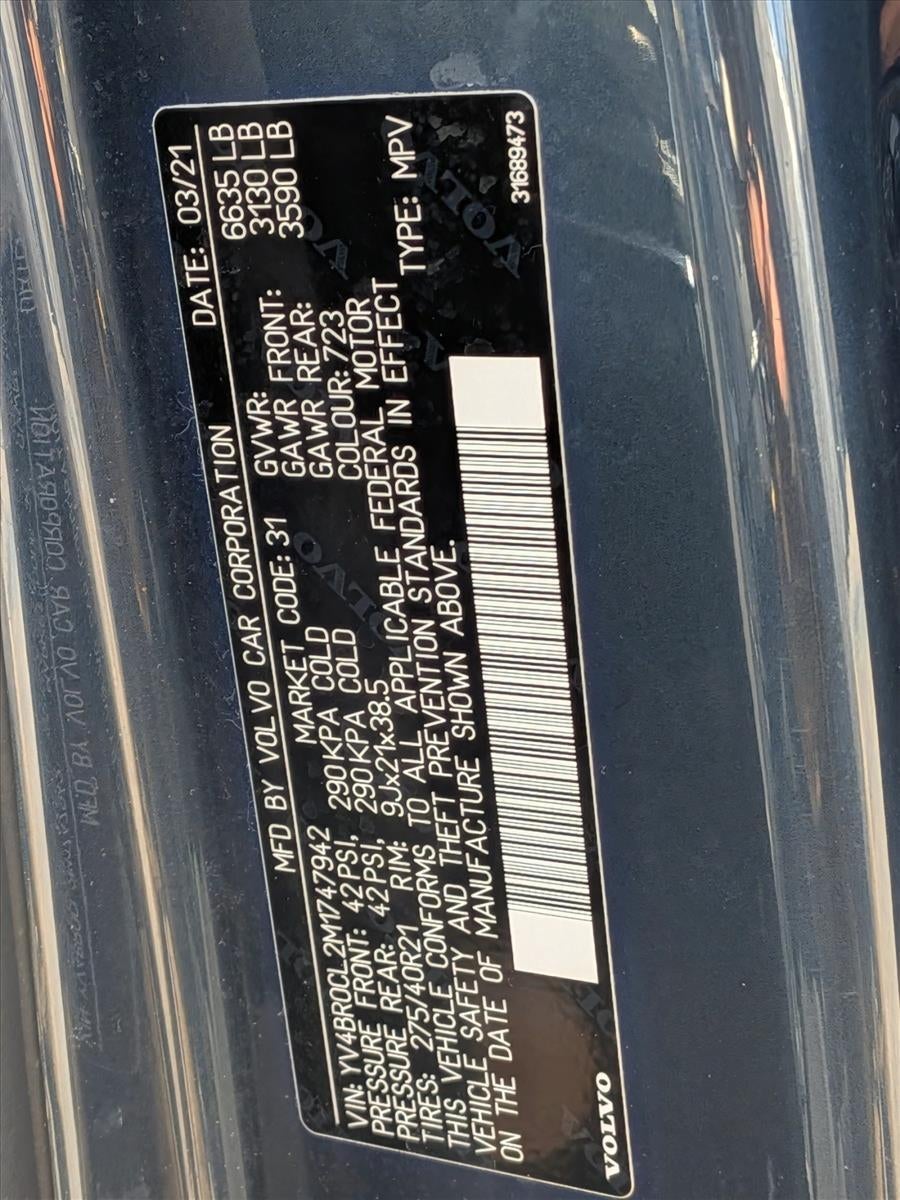 MFD BY VOLVO CAR CORPORATION DATE: 03/21
VIN: YV4BR0CL2M1747942 MARKET CODE: 31 GVWR: 6635 LB
PRESSURE FRONT: 42PSI, 290KPA COLD GAWR FRONT: 3130 LB
PRESSURE REAR: 42PSI, 290KPA COLD GAWR REAR: 3590 LB
TIRES: 275/40R21 RIM: 9Jx21x38.5 COLOUR: 723
THIS VEHICLE CONFORMS TO ALL APPLICABLE FEDERAL MOTOR
VEHICLE SAFETY AND THEFT PREVENTION STANDARDS IN EFFECT
ON THE DATE OF MANUFACTURE SHOWN ABOVE. TYPE: MPV
VOLVO 31689473